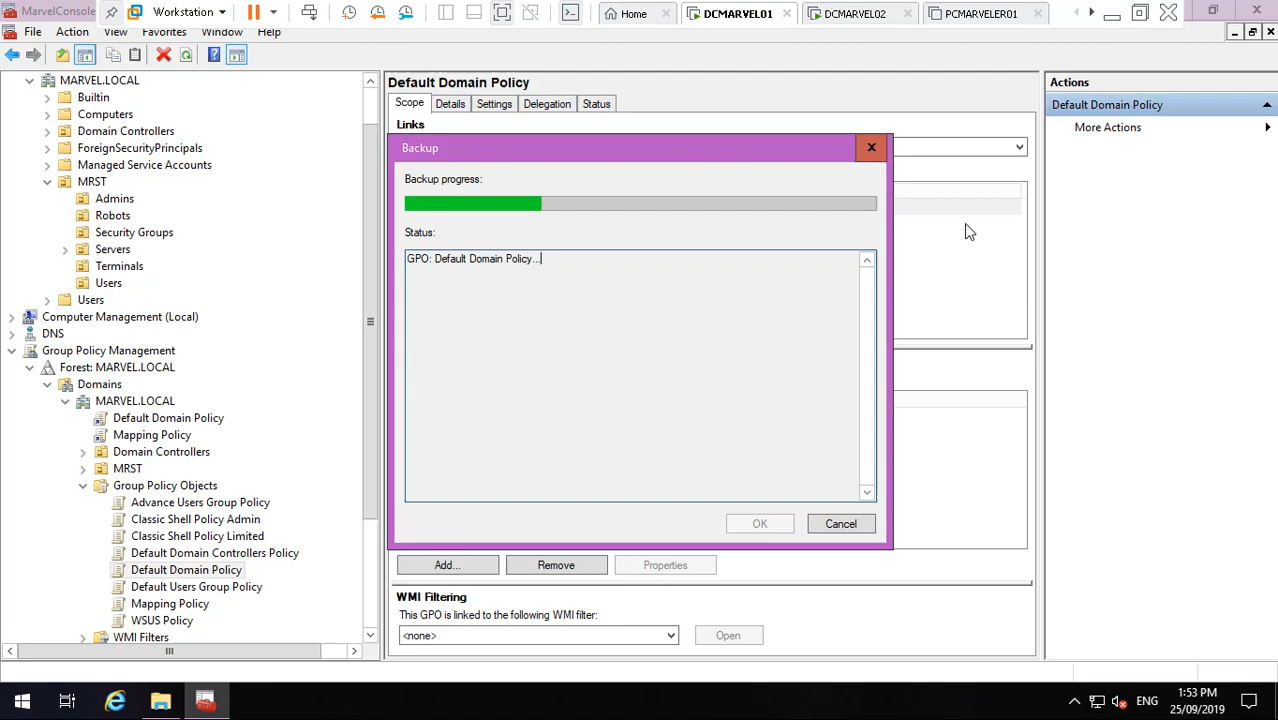 MarvelConsole
Workstation
Home
DCMARVEL01
DCMARVEL02
PCMARVELER01
File Action View Favorites Window Help
MARVEL.LOCAL
Builtin
Computers
Domain Controllers
ForeignSecurityPrincipals
Managed Service Accounts
MRST
Admins
Robots
Security Groups
Servers
Terminals
Users
Users
Computer Management (Local)
DNS
Group Policy Management
Forest: MARVEL.LOCAL
Domains
MARVEL.LOCAL
Default Domain Policy
Mapping Policy
Domain Controllers
MRST
Group Policy Objects
Advance Users Group Policy
Classic Shell Policy Admin
Classic Shell Policy Limited
Default Domain Controllers Policy
Default Domain Policy
Default Users Group Policy
Mapping Policy
WSUS Policy
WMI Filters
Default Domain Policy
Scope Details Settings Delegation Status
Links
Backup
Backup progress:
Status:
GPO: Default Domain Policy...
OK Cancel
Add... Remove Properties
WMI Filtering
This GPO is linked to the following WMI filter:
<none>
Open
Actions
Default Domain Policy
More Actions
ENG
1:53 PM
25/09/2019